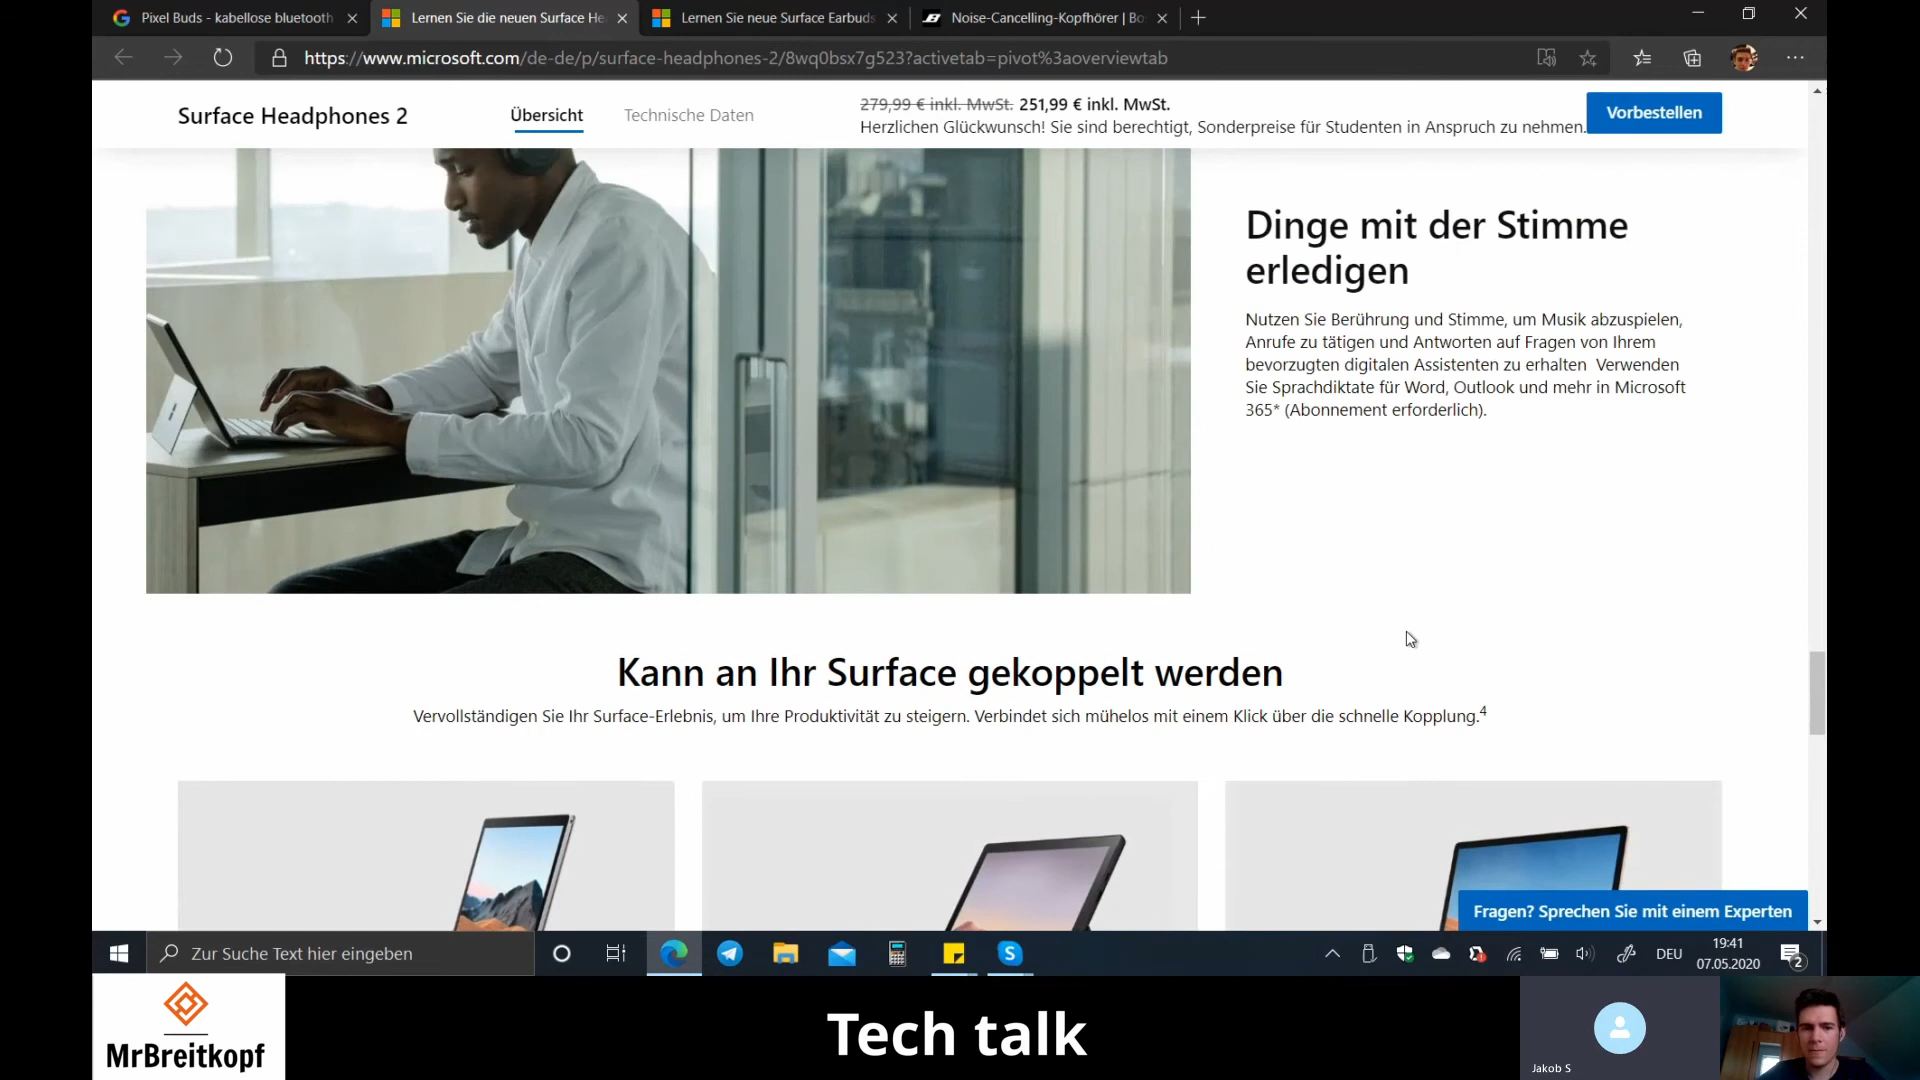 Pixel Buds - kabellose bluetooth
Lernen Sie die neuen Surface He
Lernen Sie neue Surface Earbuds
Noise-Cancelling-Kopfhörer | Bo
https://www.microsoft.com/de-de/p/surface-headphones-2/8wq0bsx7g523?activetab=pivot%3aoverviewtab
Surface Headphones 2
Übersicht
Technische Daten
279,99 € inkl. MwSt. 251,99 € inkl. MwSt.
Herzlichen Glückwunsch! Sie sind berechtigt, Sonderpreise für Studenten in Anspruch zu nehmen.
Vorbestellen
Dinge mit der Stimme
erledigen
Nutzen Sie Berührung und Stimme, um Musik abzuspielen,
Anrufe zu tätigen und Antworten auf Fragen von Ihrem
bevorzugten digitalen Assistenten zu erhalten  Verwenden
Sie Sprachdiktate für Word, Outlook und mehr in Microsoft
365* (Abonnement erforderlich).
Kann an Ihr Surface gekoppelt werden
Vervollständigen Sie Ihr Surface-Erlebnis, um Ihre Produktivität zu steigern. Verbindet sich mühelos mit einem Klick über die schnelle Kopplung.4
Fragen? Sprechen Sie mit einem Experten
Zur Suche Text hier eingeben
DEU
19:41
07.05.2020
2
MrBreitkopf
Tech talk
Jakob S